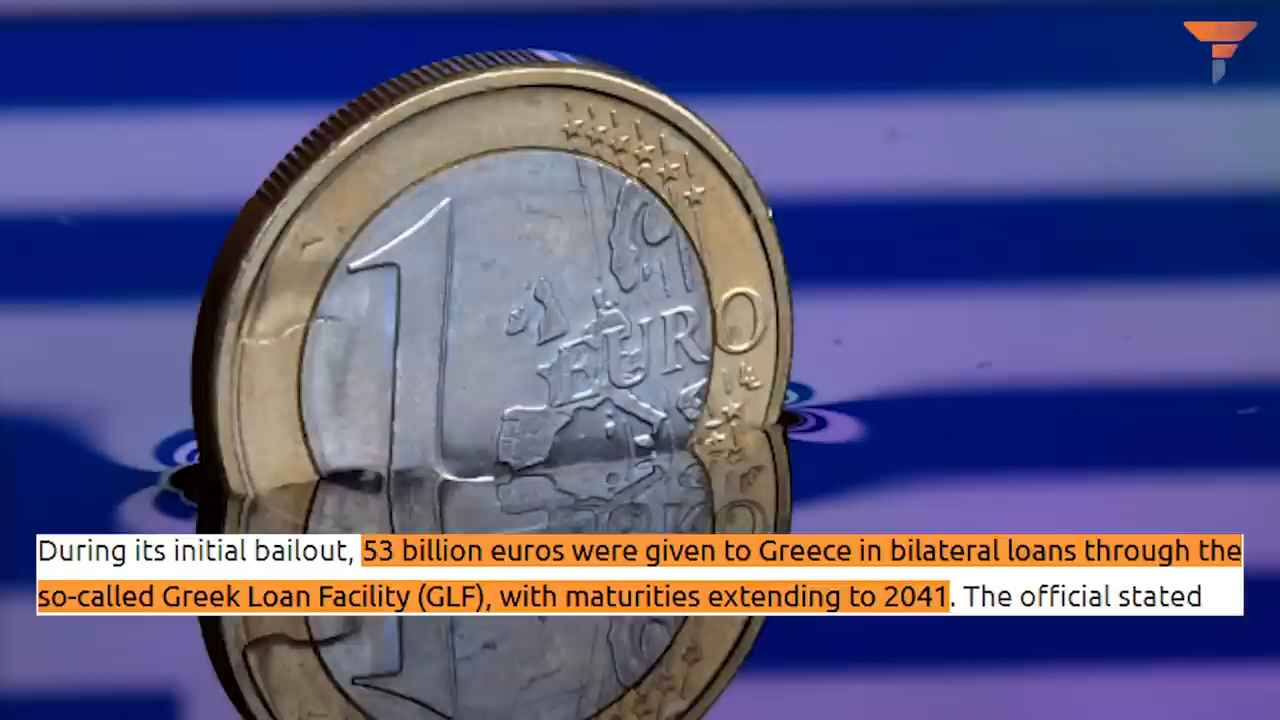 1
EURO
During its initial bailout, 53 billion euros were given to Greece in bilateral loans through the
so-called Greek Loan Facility (GLF), with maturities extending to 2041. The official stated